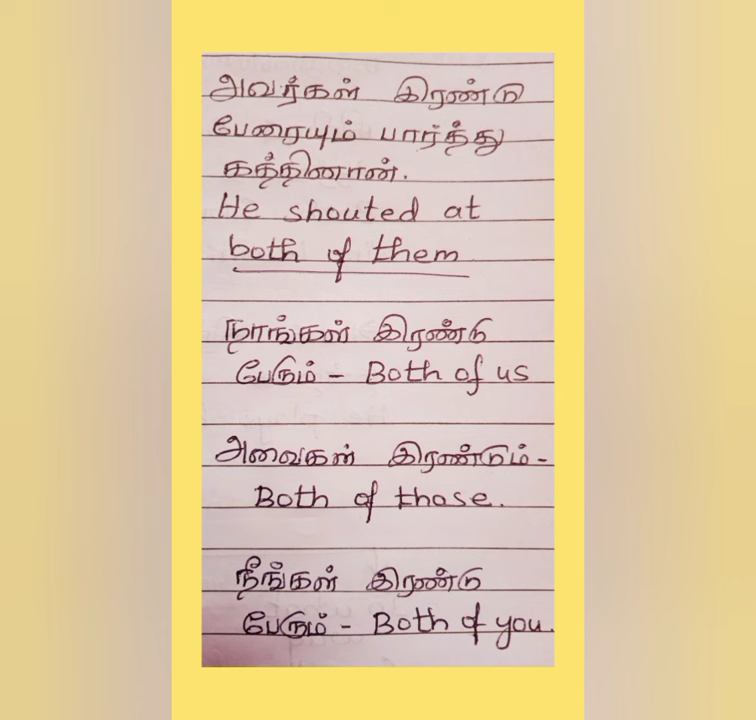 அவர்கள் இரண்டு
பேரையும் பார்த்து
கத்தினான்.
He shouted at
both of them
நாங்கள் இரண்டு
பேரும் - Both of us
அவைகள் இரண்டும் -
Both of those.
நீங்கள் இரண்டு
பேரும் - Both of you.